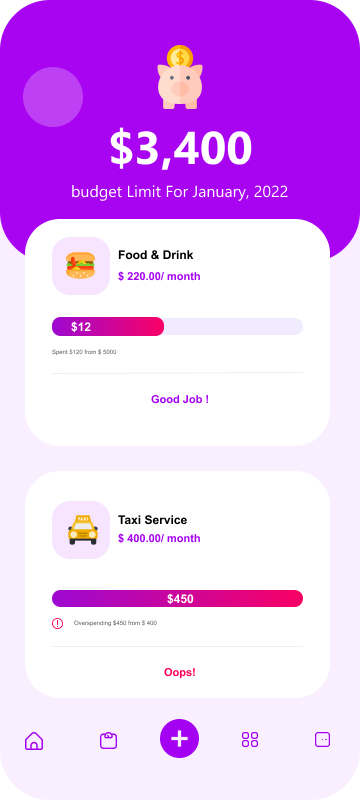 $3,400
budget Limit For January, 2022
Food & Drink
$ 220.00/ month
$12
Spent $120 from $ 5000
Good Job !
TAXI
Taxi Service
$ 400.00/ month
$450
Overspending $450 from $ 400
Oops!